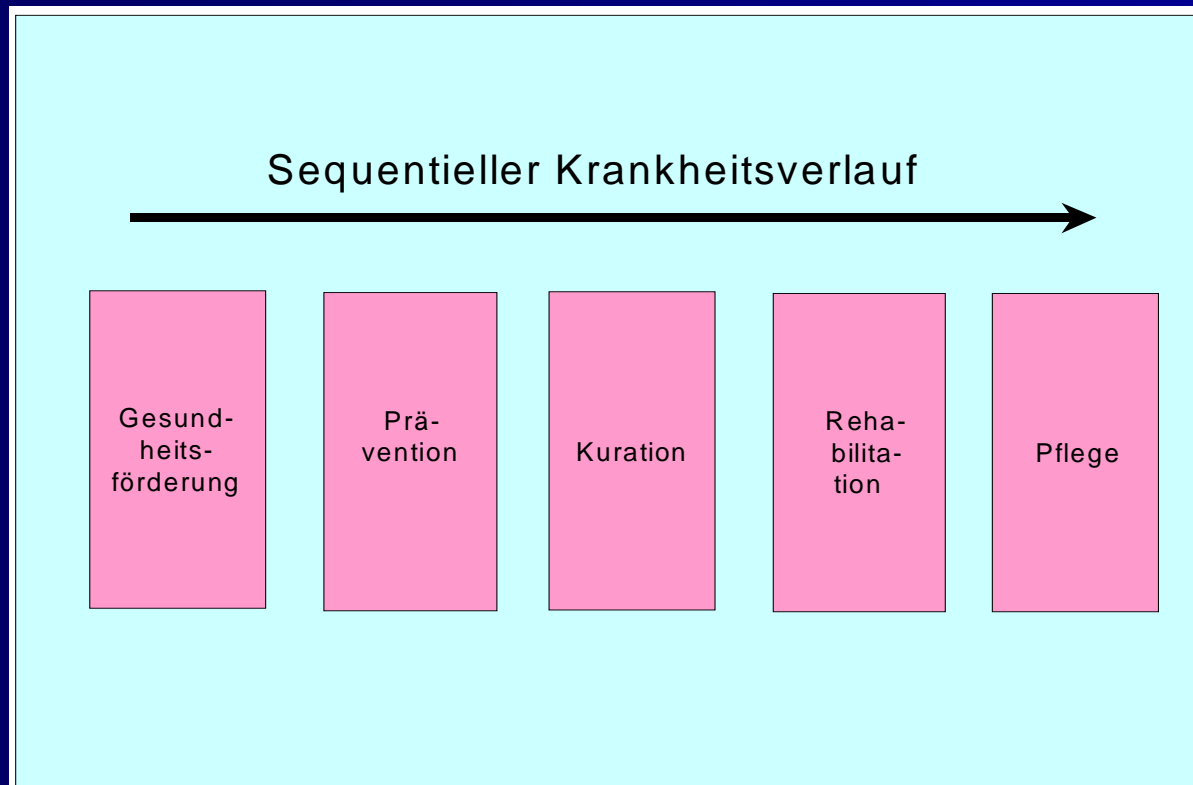 Sequentieller Krankheitsverlauf
Gesund-
heits-
förderung
Prä-
vention
Kuration
Reha-
bilita-
tion
Pflege